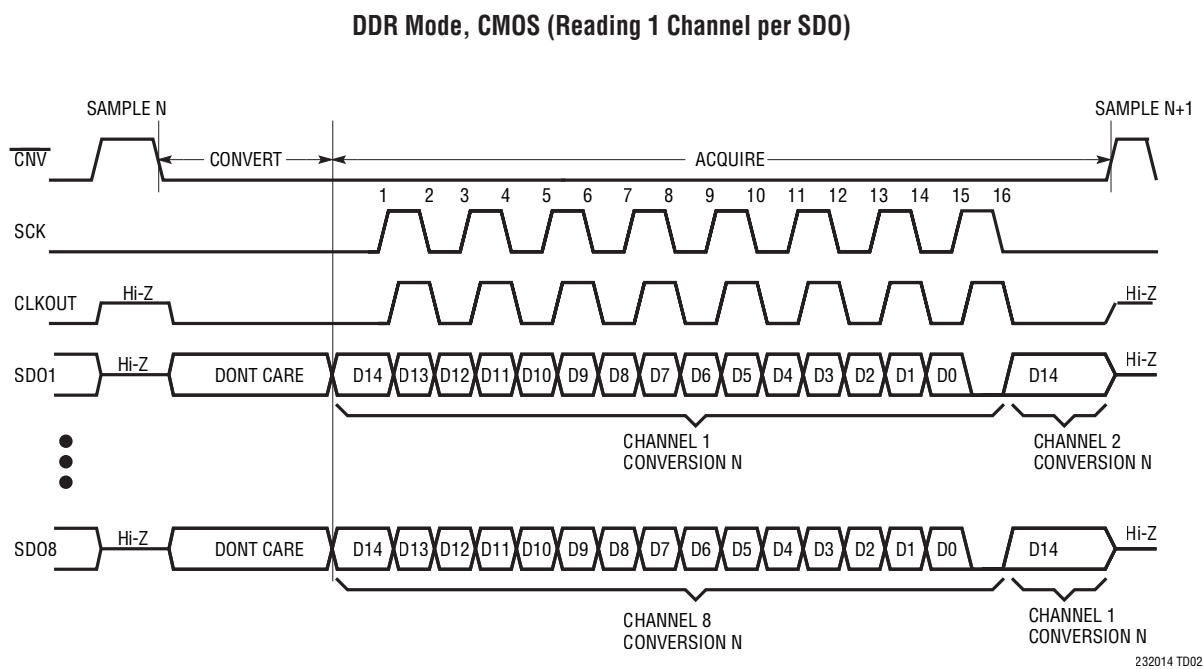 DDR Mode, CMOS (Reading 1 Channel per SDO)
SAMPLE N
SAMPLE N+1
CNV
CONVERT
ACQUIRE
1 2 3 4 5 6 7 8 9 10 11 12 13 14 15 16
SCK
CLKOUT
Hi-Z
Hi-Z
SDO1
Hi-Z
DONT CARE
D14 D13 D12 D11 D10 D9 D8 D7 D6 D5 D4 D3 D2 D1 D0
D14
Hi-Z
CHANNEL 1
CONVERSION N
CHANNEL 2
CONVERSION N
SDO8
Hi-Z
DONT CARE
D14 D13 D12 D11 D10 D9 D8 D7 D6 D5 D4 D3 D2 D1 D0
D14
Hi-Z
CHANNEL 8
CONVERSION N
CHANNEL 1
CONVERSION N
232014 TD02